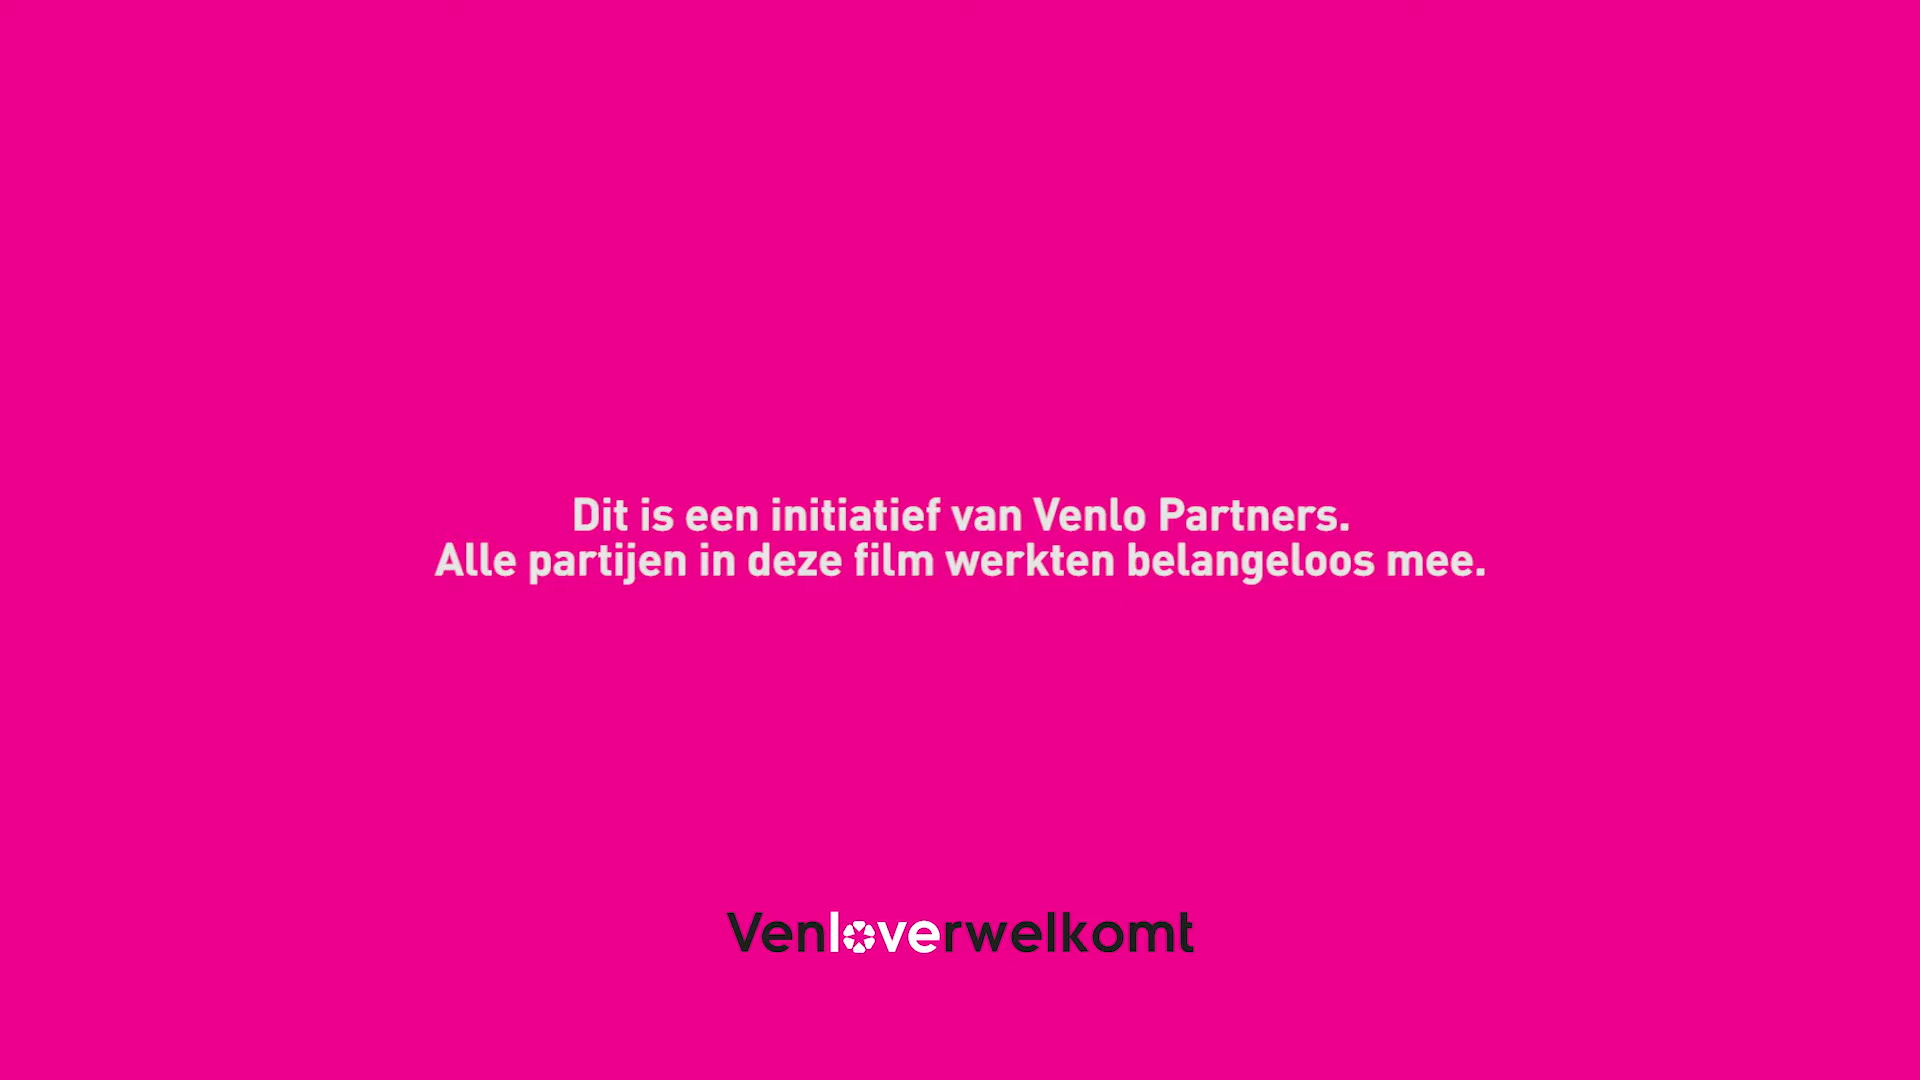 Dit is een initiatief van Venlo Partners.
Alle partijen in deze film werkten belangeloos mee.
Venloverwelkomt